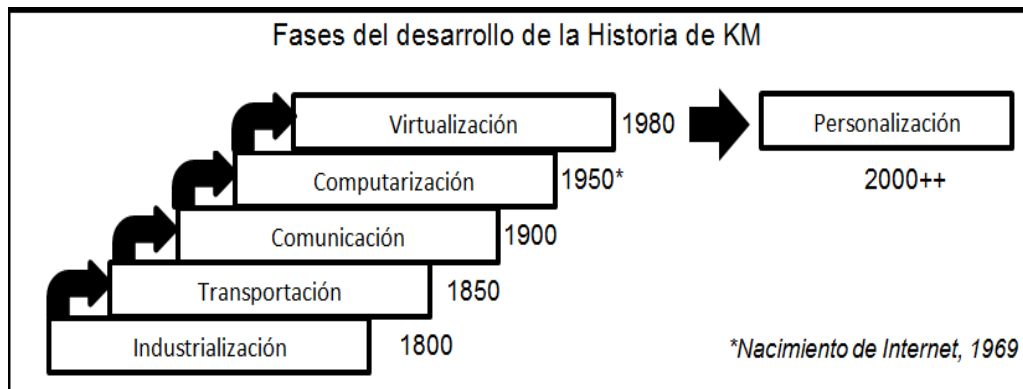 Fases del desarrollo de la Historia de KM
Virtualización
1980
Personalización
Computarización
1950*
2000++
Comunicación
1900
Transportación
1850
Industrialización
1800
*Nacimiento de Internet, 1969